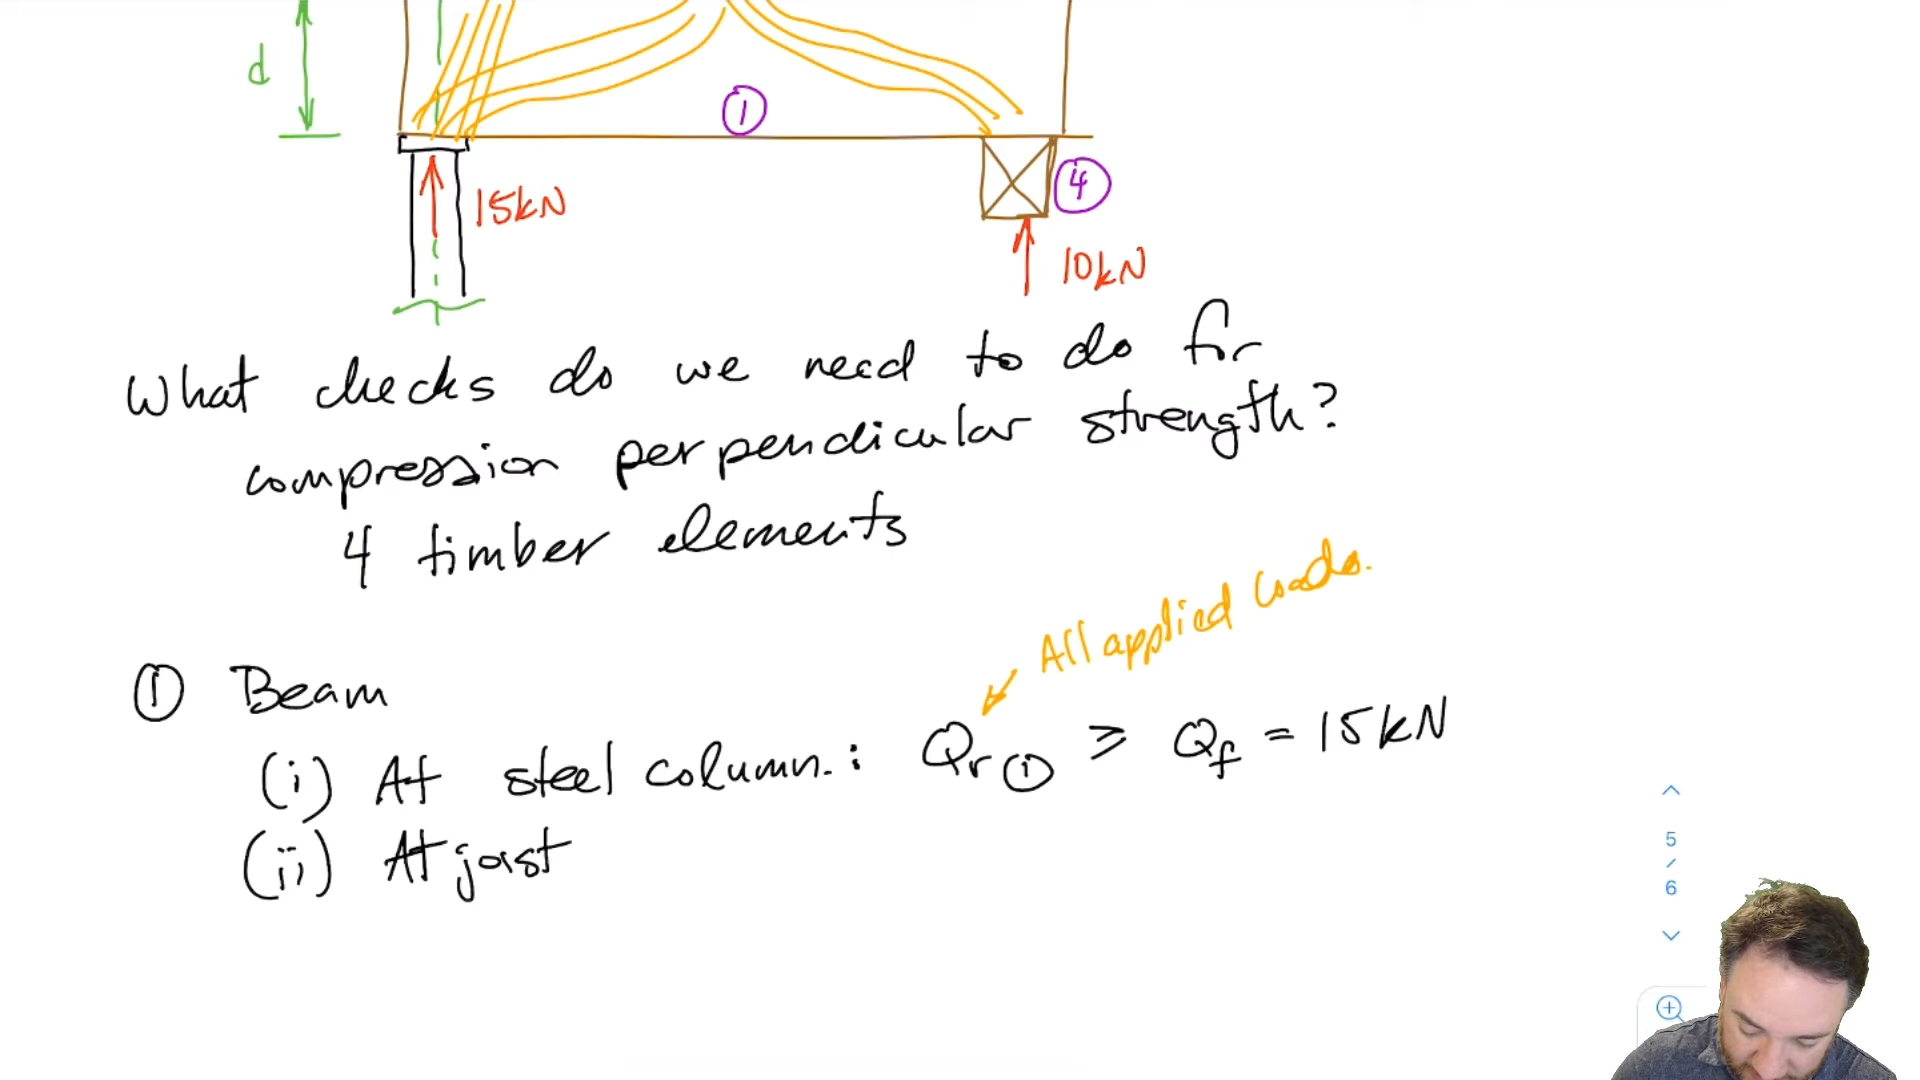 d
①
15kN
④
10kN
What checks do we need to do for
compression perpendicular strength?
4 timber elements
All applied loads.
① Beam
(i) At steel column.: Qr① ≥ Qf = 15kN
(ii) At joist
5
/
6